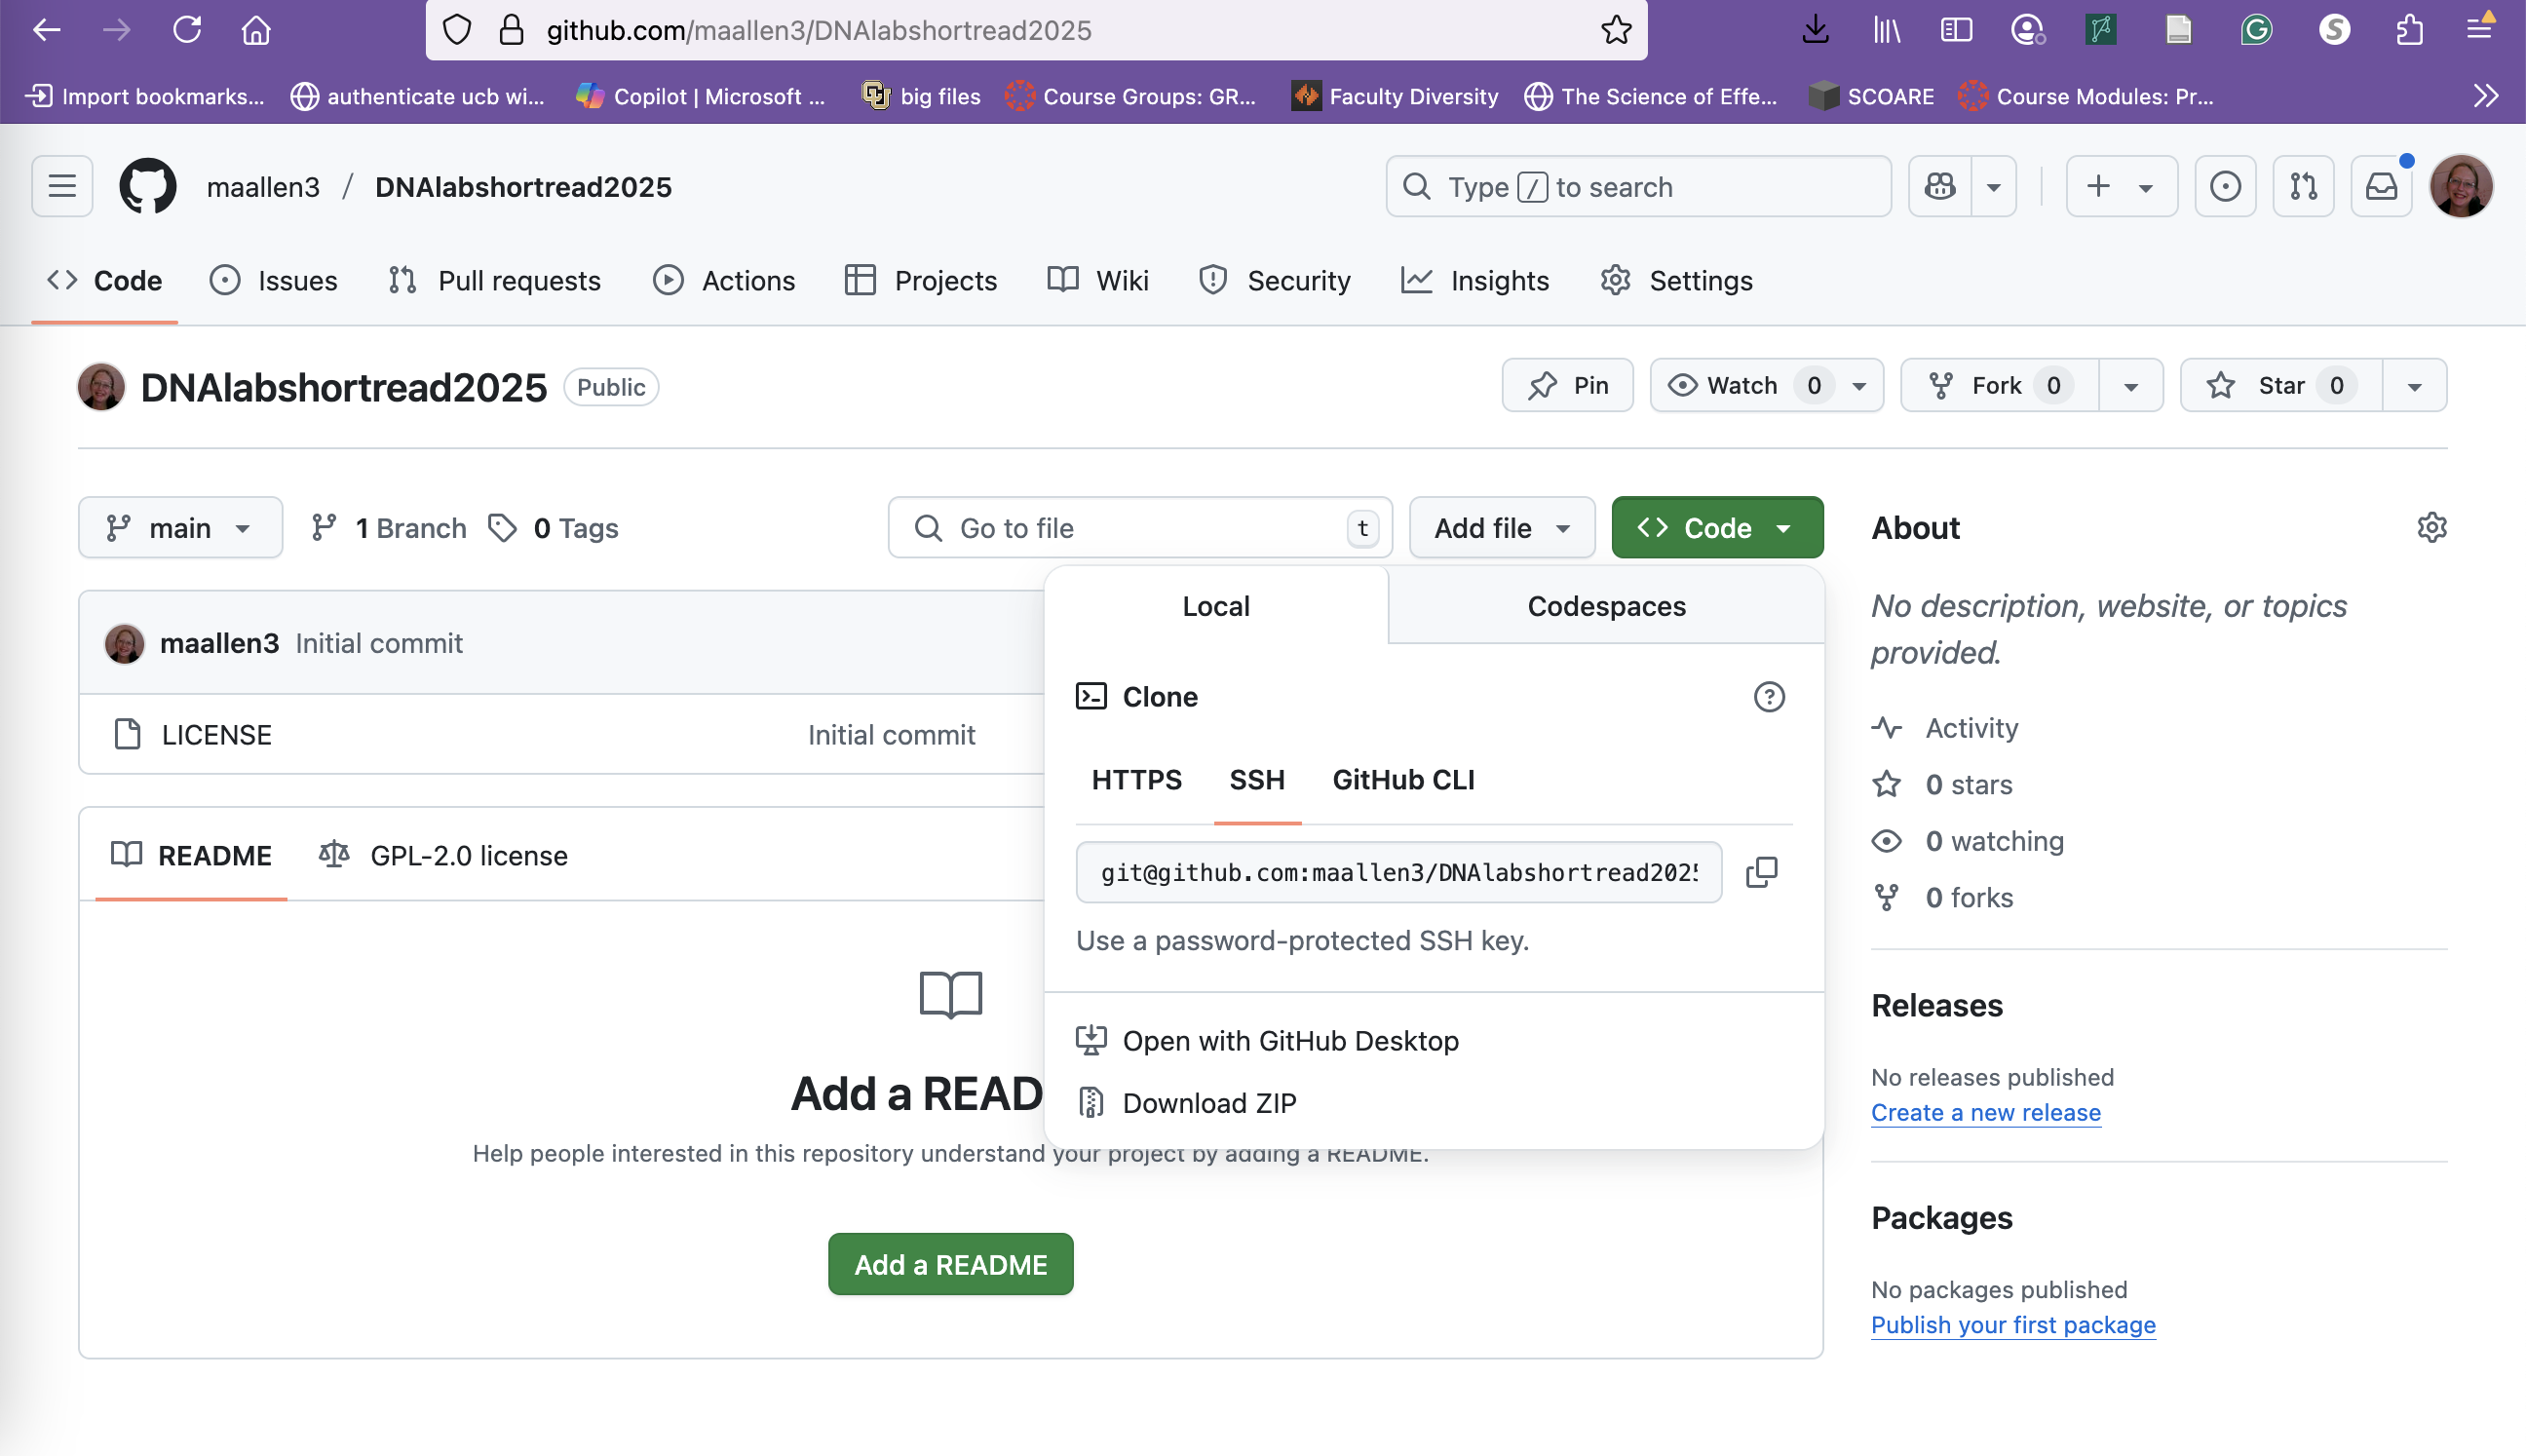 github.com/maallen3/DNAlabshortread2025
Import bookmarks... authenticate ucb wi... Copilot | Microsoft ... big files Course Groups: GR... Faculty Diversity The Science of Effe... SCOARE Course Modules: Pr...
maallen3 / DNAlabshortread2025 Type / to search
Code Issues Pull requests Actions Projects Wiki Security Insights Settings
DNAlabshortread2025 Public Pin Watch 0 Fork 0 Star 0
main 1 Branch 0 Tags Go to file t Add file Code
About
No description, website, or topics
provided.
Local Codespaces
maallen3 Initial commit
Clone
LICENSE Initial commit
Activity
HTTPS SSH GitHub CLI
0 stars
0 watching
README GPL-2.0 license
git@github.com:maallen3/DNAlabshortread202
0 forks
Use a password-protected SSH key.
Releases
Open with GitHub Desktop
No releases published
Add a READ
Download ZIP
Create a new release
Help people interested in this repository understand your project by adding a README.
Packages
Add a README
No packages published
Publish your first package